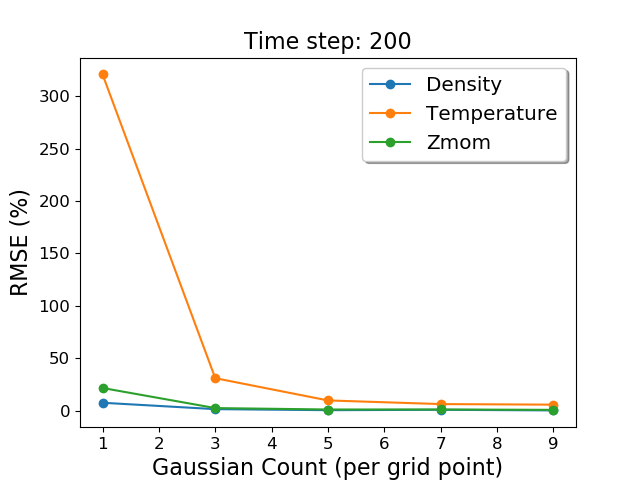 Time step: 200
Density
Temperature
Zmom
RMSE (%)
300
250
200
150
100
50
0
1 2 3 4 5 6 7 8 9
Gaussian Count (per grid point)